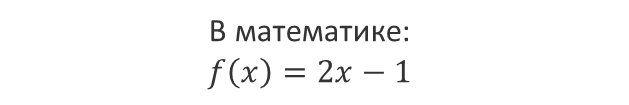 В математике:
𝑓(𝑥) = 2𝑥 − 1